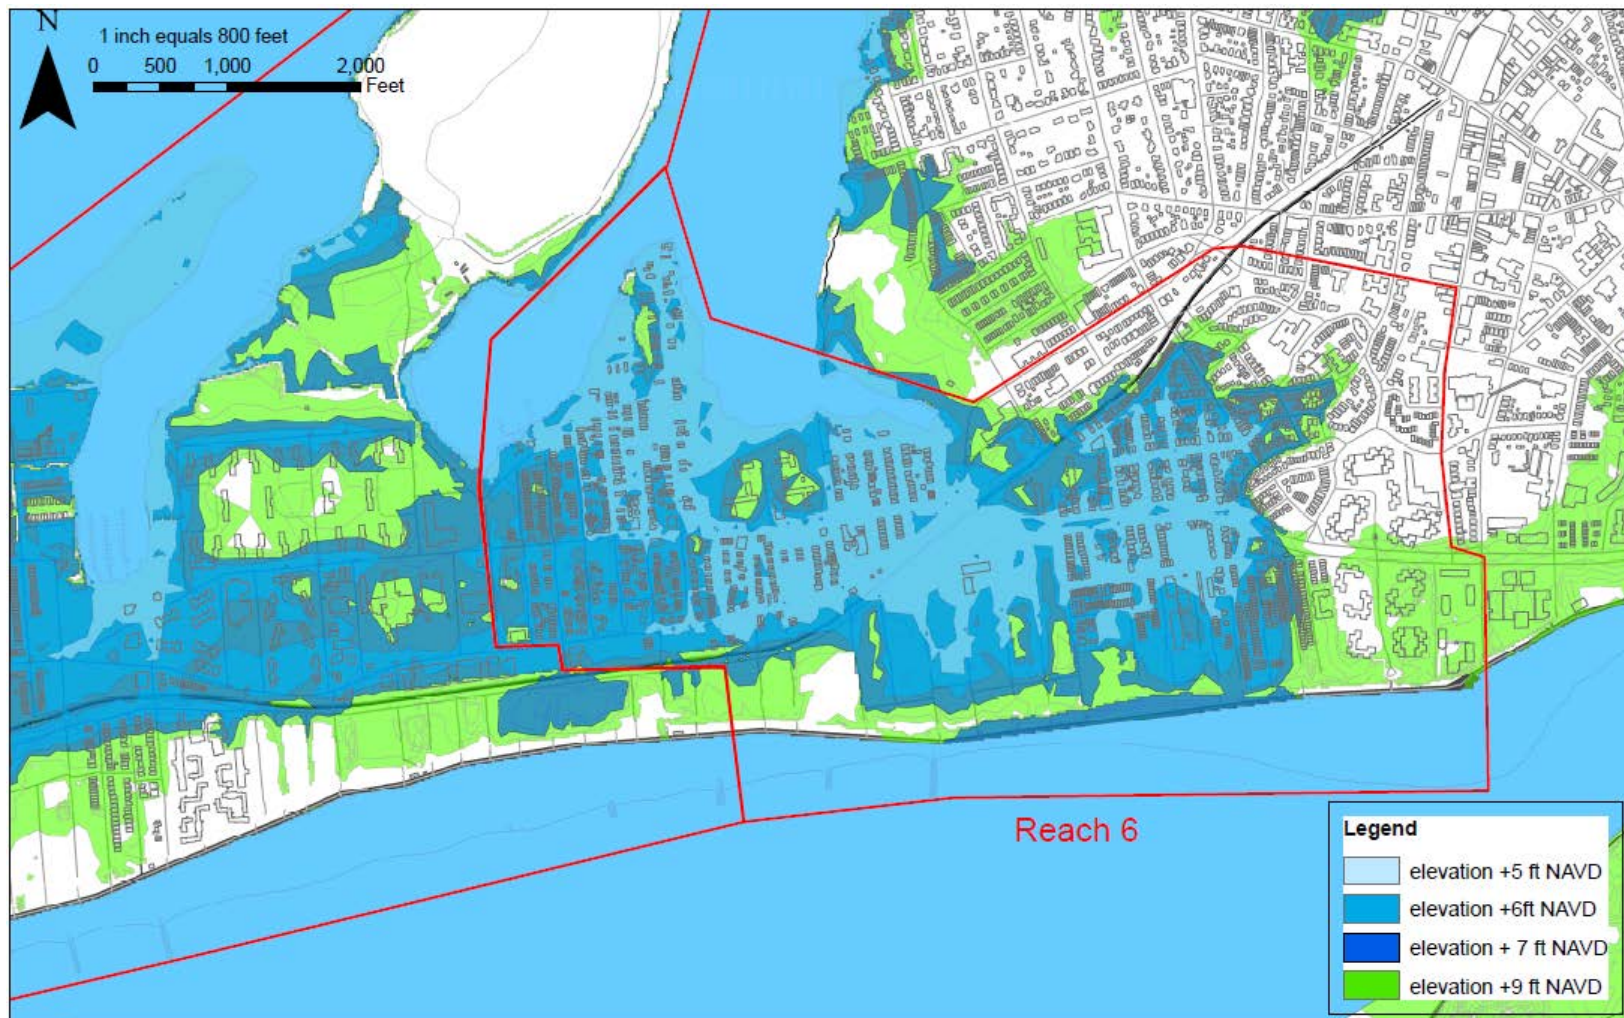 N
1 inch equals 800 feet
0 500 1,000 2,000
Feet
Reach 6
Legend
elevation +5 ft NAVD
elevation +6ft NAVD
elevation + 7 ft NAVD
elevation +9 ft NAVD